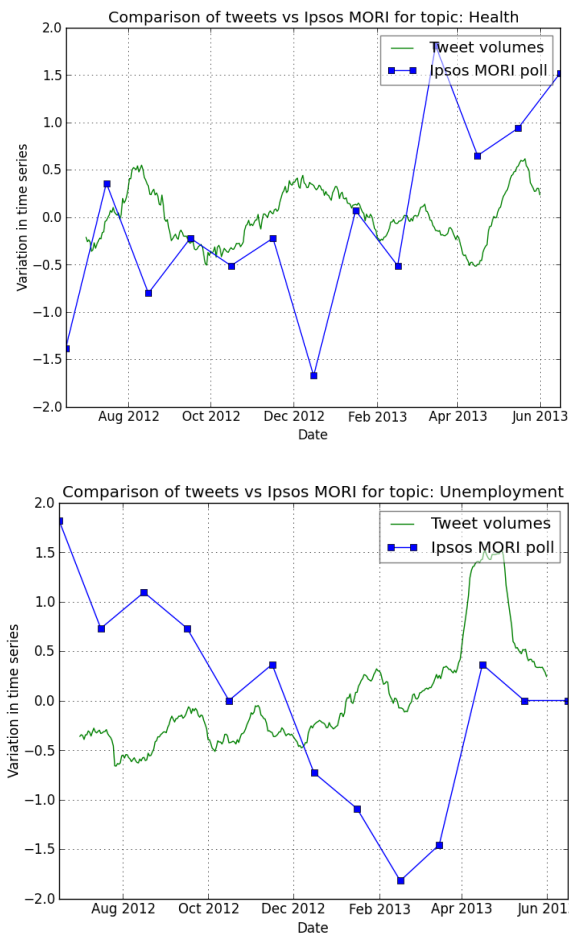 Comparison of tweets vs Ipsos MORI for topic: Health
2.0
1.5
1.0
0.5
0.0
−0.5
−1.0
−1.5
−2.0
Variation in time series
Tweet volumes
Ipsos MORI poll
Aug 2012 Oct 2012 Dec 2012 Feb 2013 Apr 2013 Jun 2013
Date
Comparison of tweets vs Ipsos MORI for topic: Unemployment
2.0
1.5
1.0
0.5
0.0
−0.5
−1.0
−1.5
−2.0
Variation in time series
Tweet volumes
Ipsos MORI poll
Aug 2012 Oct 2012 Dec 2012 Feb 2013 Apr 2013 Jun 201
Date